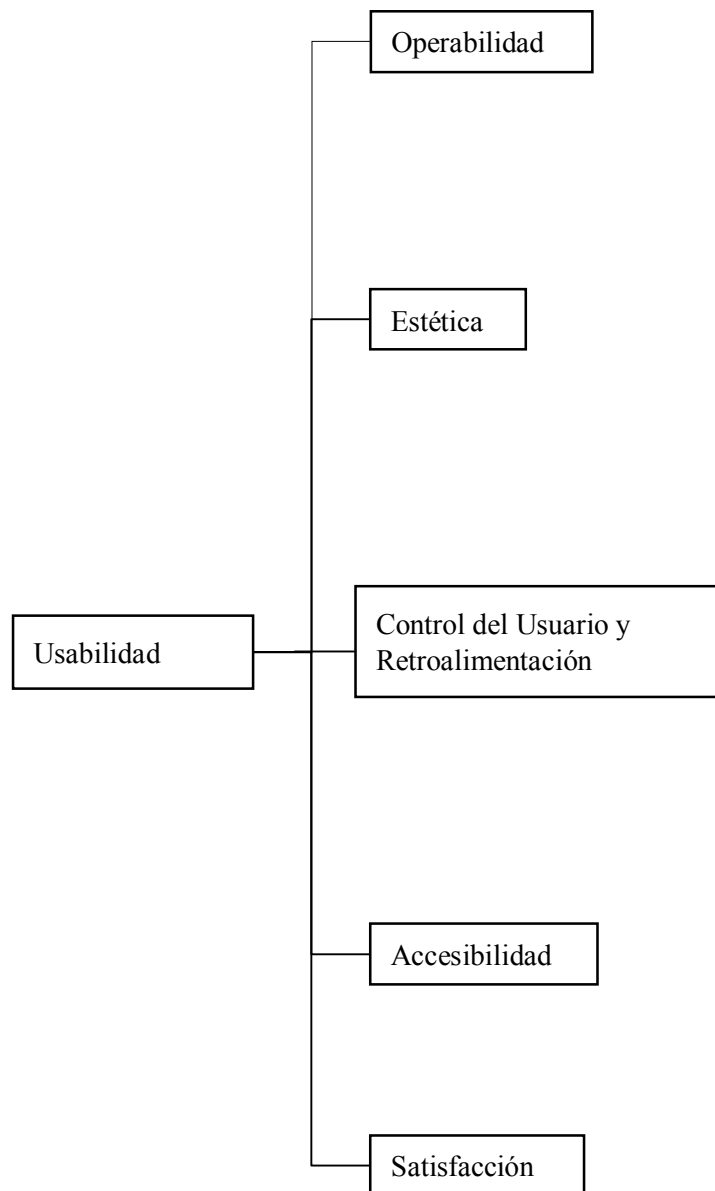 Operabilidad
Estética
Usabilidad
Control del Usuario y
Retroalimentación
Accesibilidad
Satisfacción